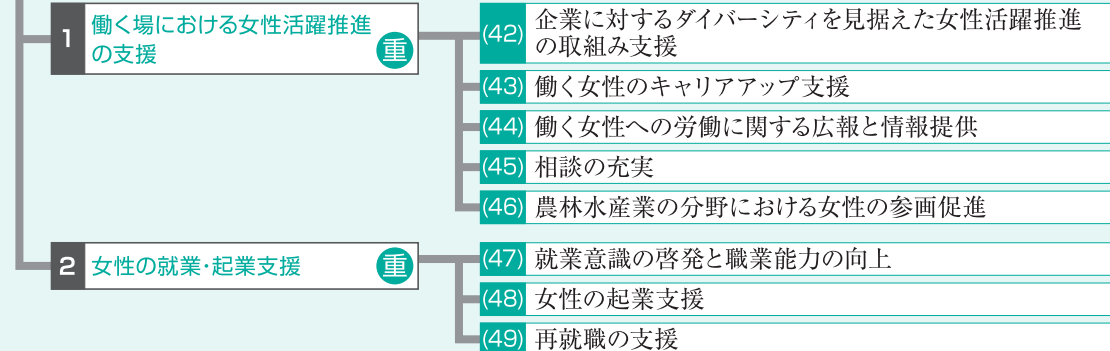 1 働く場における女性活躍推進
の支援 重
(42) 企業に対するダイバーシティを見据えた女性活躍推進
の取組み支援
(43) 働く女性のキャリアアップ支援
(44) 働く女性への労働に関する広報と情報提供
(45) 相談の充実
(46) 農林水産業の分野における女性の参画促進
2 女性の就業・起業支援 重
(47) 就業意識の啓発と職業能力の向上
(48) 女性の起業支援
(49) 再就職の支援